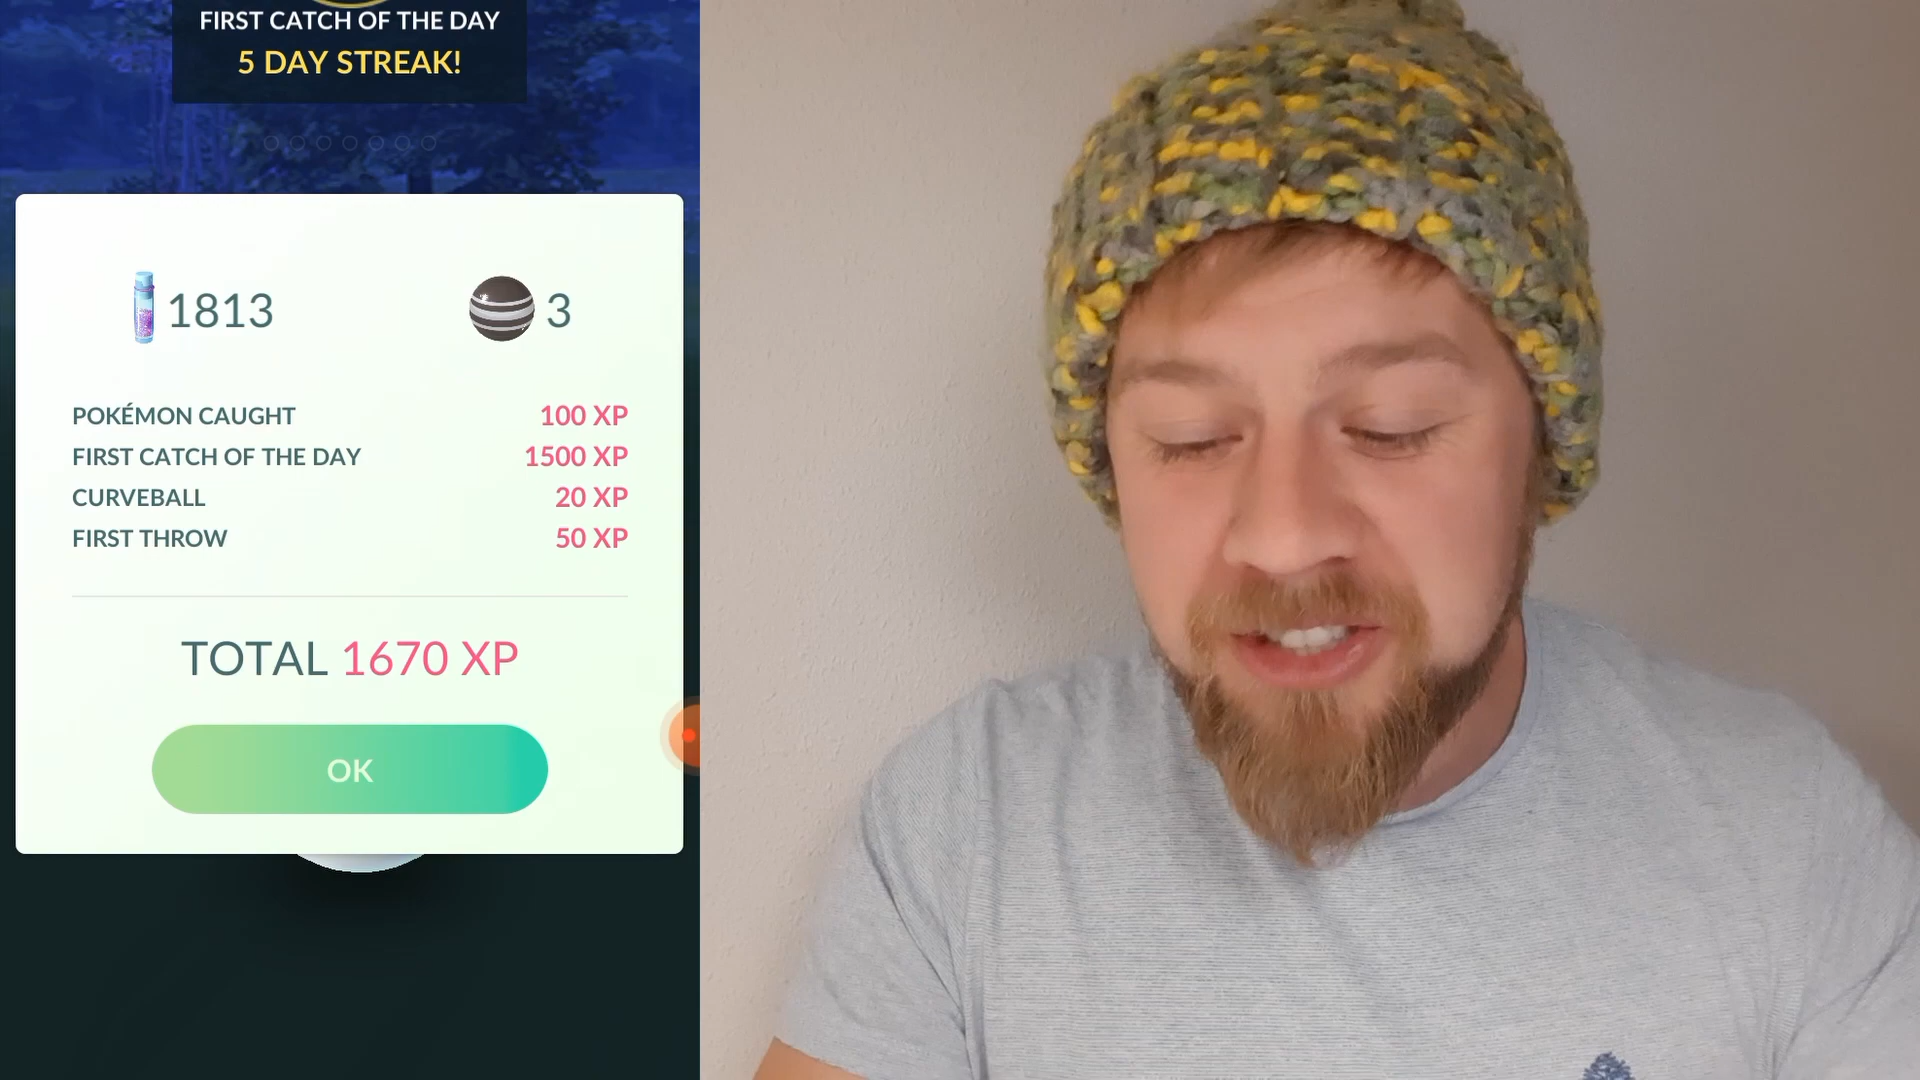 FIRST CATCH OF THE DAY
5 DAY STREAK!
1813 3
POKÉMON CAUGHT 100 XP
FIRST CATCH OF THE DAY 1500 XP
CURVEBALL 20 XP
FIRST THROW 50 XP
TOTAL 1670 XP
OK